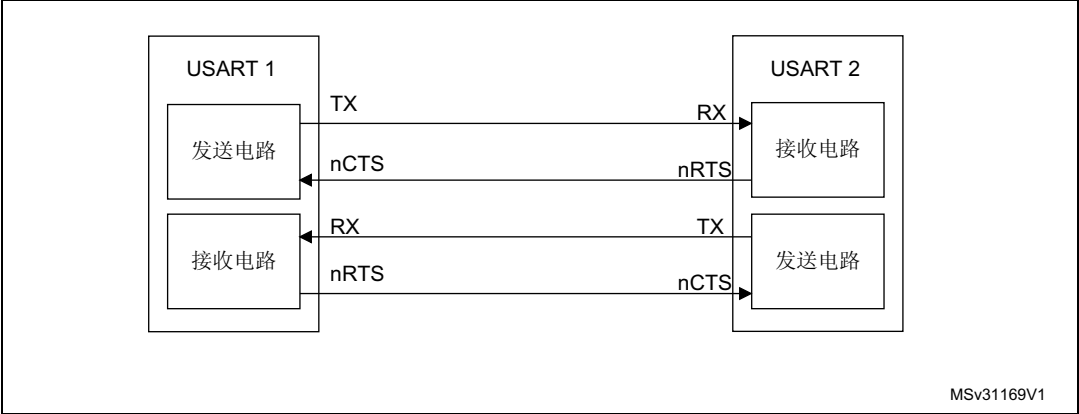 USART 1
USART 2
TX
RX
发送电路
接收电路
nCTS
nRTS
RX
TX
接收电路
发送电路
nRTS
nCTS
MSv31169V1